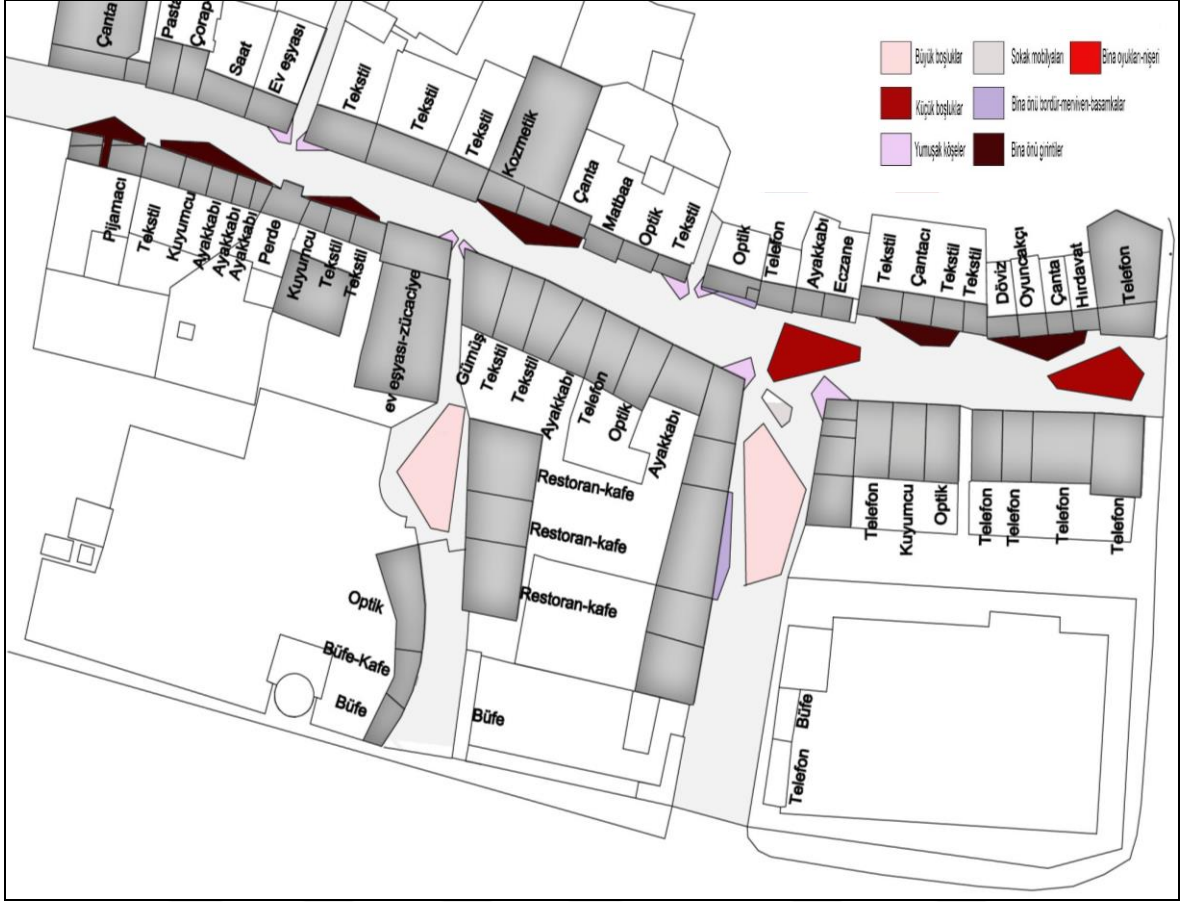 Çanta
Pasta
Çorap
Saat
Ev eşyası
Tekstil
Tekstil
Tekstil
Kozmetik
Çanta
Matbaa
Optik
Tekstil
Optik
Telefon
Ayakkabı
Eczane
Tekstil
Çantacı
Tekstil
Tekstil
Döviz
Oyuncakçı
Çanta
Hırdavat
Telefon
Büyük boşluklar
Sokak mobilyaları
Bina oyukları-nişleri
Küçük boşluklar
Bina önü bordür-merviven-basamkalar
Yumuşak köşeler
Bina önü girintiler
Pijamacı
Tekstil
Kuyumcu
Ayakkabı
Ayakkabı
Ayakkabı
Perde
Kuyumcu
Tekstil
Tekstil
ev eşyası-zücaciye
Gümüş
Tekstil
Tekstil
Ayakkabı
Telefon
Optik
Ayakkabı
Telefon
Kuyumcu
Optik
Telefon
Telefon
Telefon
Telefon
Restoran-kafe
Restoran-kafe
Restoran-kafe
Optik
Büfe-Kafe
Büfe
Büfe
Büfe
Telefon